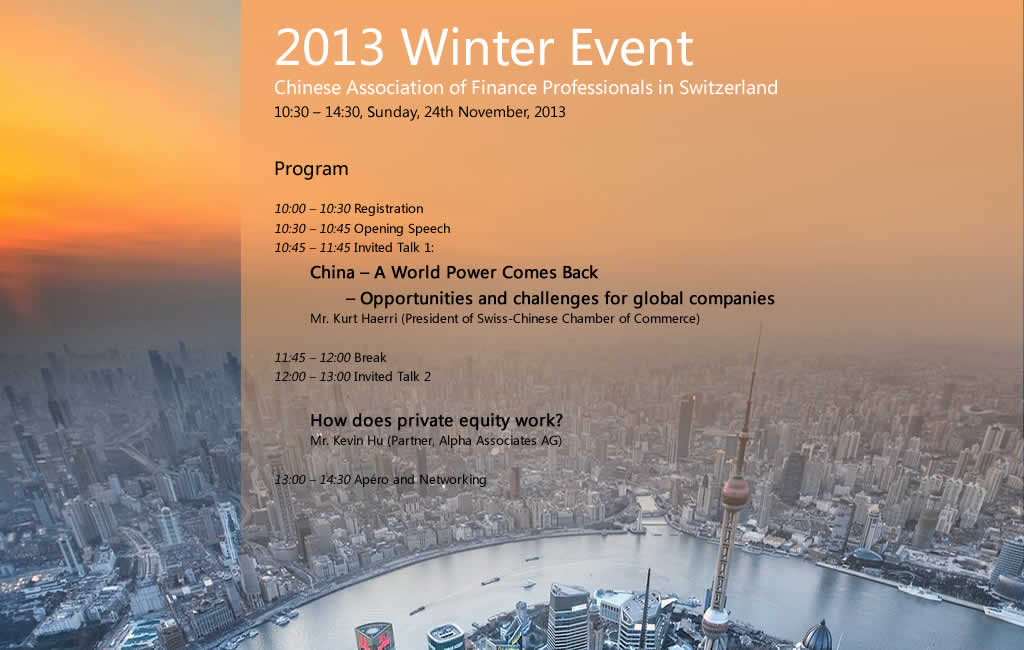 2013 Winter Event
Chinese Association of Finance Professionals in Switzerland
10:30 – 14:30, Sunday, 24th November, 2013
Program
10:00 – 10:30 Registration
10:30 – 10:45 Opening Speech
10:45 – 11:45 Invited Talk 1:
China – A World Power Comes Back
– Opportunities and challenges for global companies
Mr. Kurt Haerri (President of Swiss-Chinese Chamber of Commerce)
11:45 – 12:00 Break
12:00 – 13:00 Invited Talk 2
How does private equity work?
Mr. Kevin Hu (Partner, Alpha Associates AG)
13:00 – 14:30 Apéro and Networking